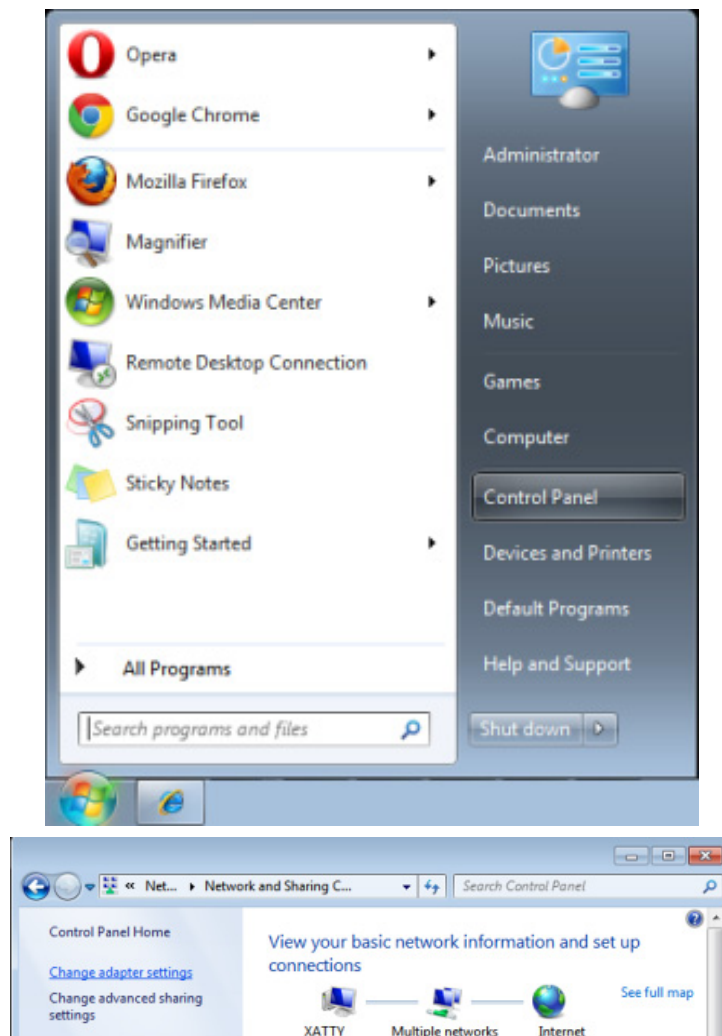 Opera
Google Chrome
Mozilla Firefox
Magnifier
Windows Media Center
Remote Desktop Connection
Snipping Tool
Sticky Notes
Getting Started
All Programs
Search programs and files
Administrator
Documents
Pictures
Music
Games
Computer
Control Panel
Devices and Printers
Default Programs
Help and Support
Shut down
« Net... Network and Sharing C...
Search Control Panel
Control Panel Home
Change adapter settings
Change advanced sharing
settings
View your basic network information and set up
connections
See full map
XATTY Multiple networks Internet